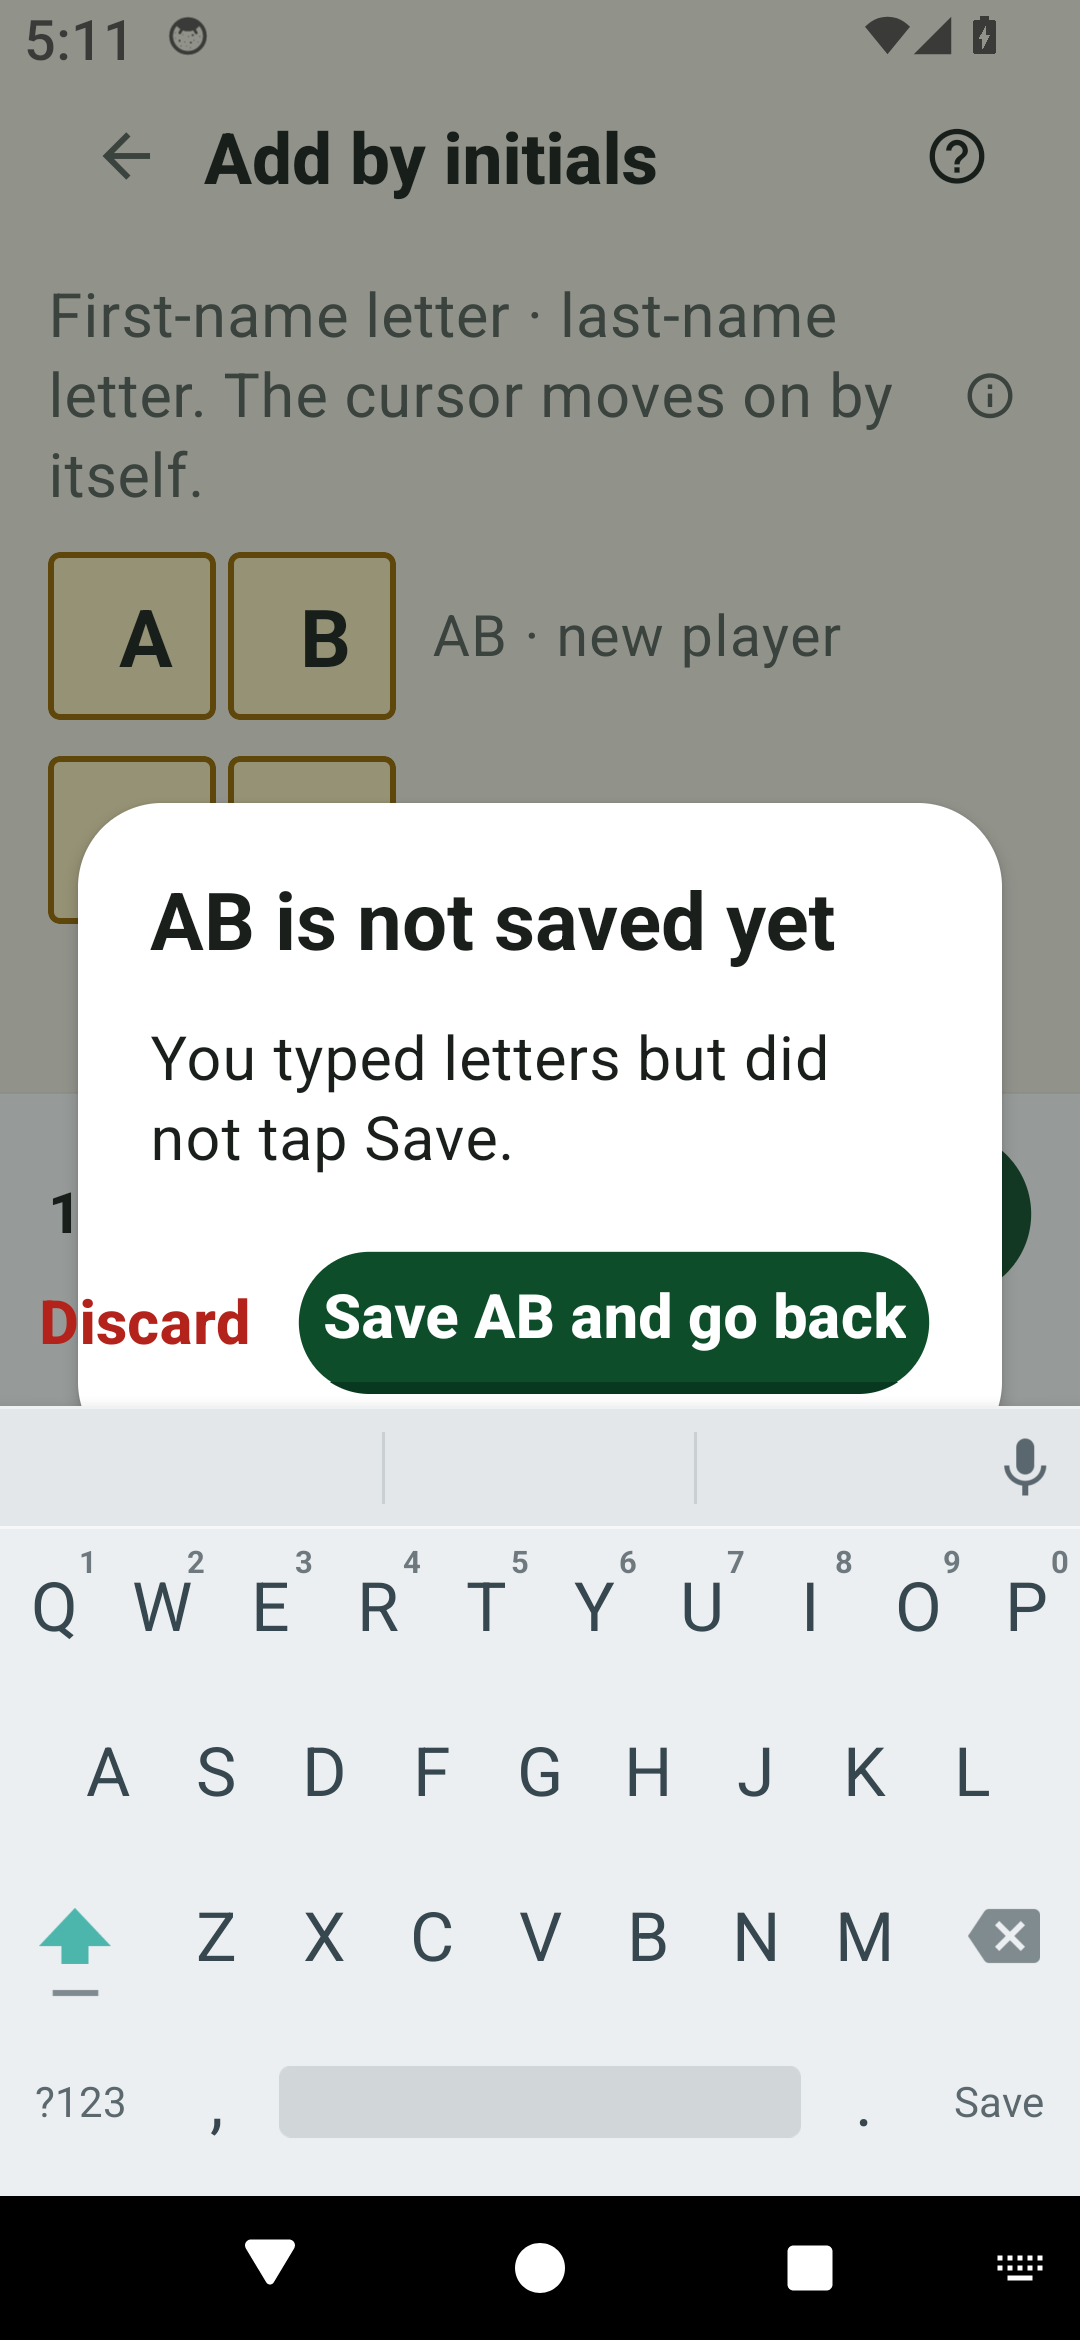 5:11
Add by initials
First-name letter · last-name
letter. The cursor moves on by
itself.
A B AB · new player
AB is not saved yet
You typed letters but did
not tap Save.
1
Discard Save AB and go back
1 2 3 4 5 6 7 8 9 0
Q W E R T Y U I O P
A S D F G H J K L
Z X C V B N M
?123 , . Save